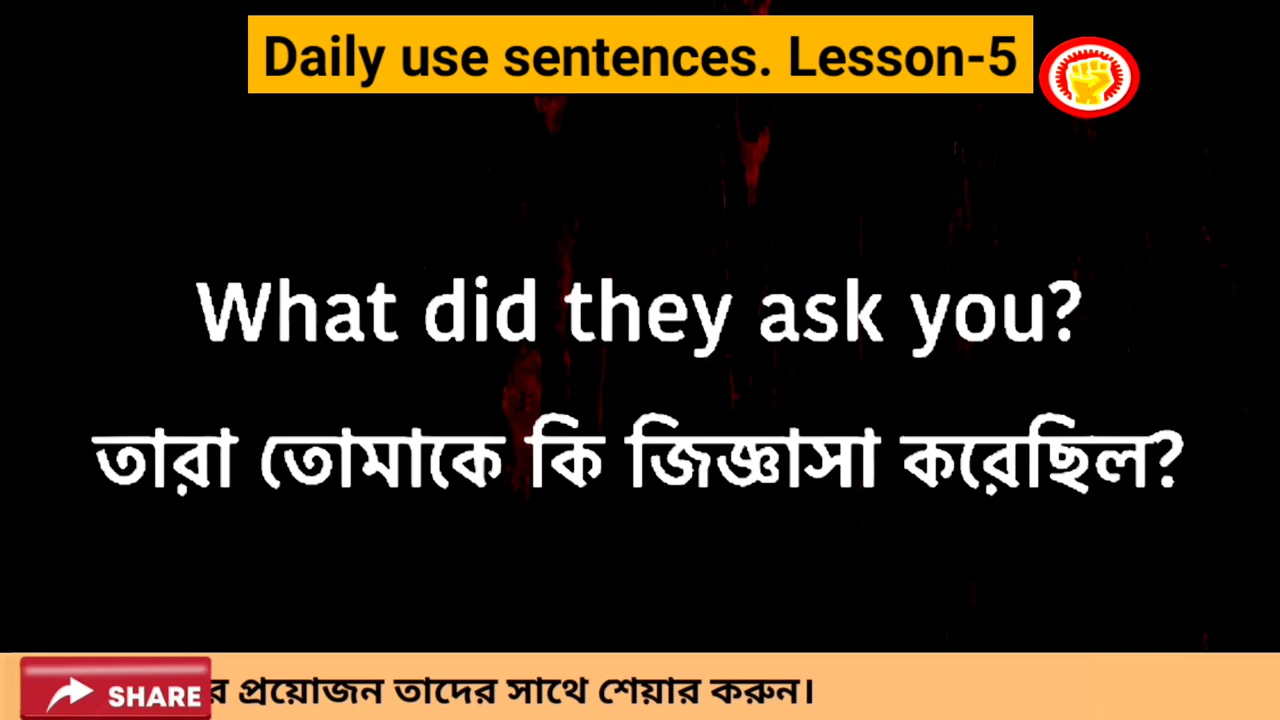 Daily use sentences. Lesson-5
What did they ask you?
তারা তোমাকে কি জিজ্ঞাসা করেছিল?
SHARE
র প্রয়োজন তাদের সাথে শেয়ার করুন।